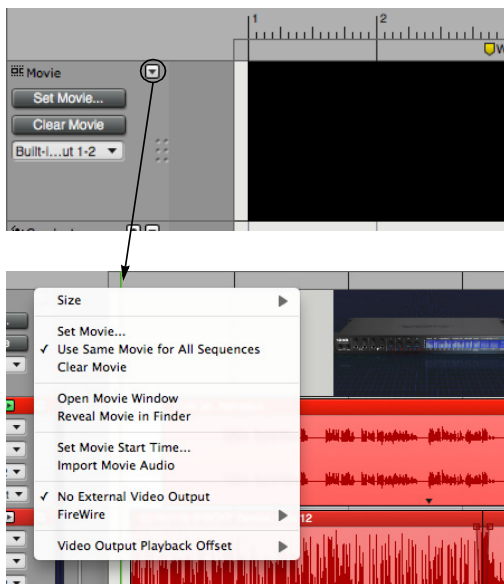 1
2
W
Movie
Set Movie...
Clear Movie
Built-i...ut 1-2
Size
Set Movie...
✓ Use Same Movie for All Sequences
Clear Movie
Open Movie Window
Reveal Movie in Finder
Set Movie Start Time...
Import Movie Audio
✓ No External Video Output
FireWire
12
Video Output Playback Offset